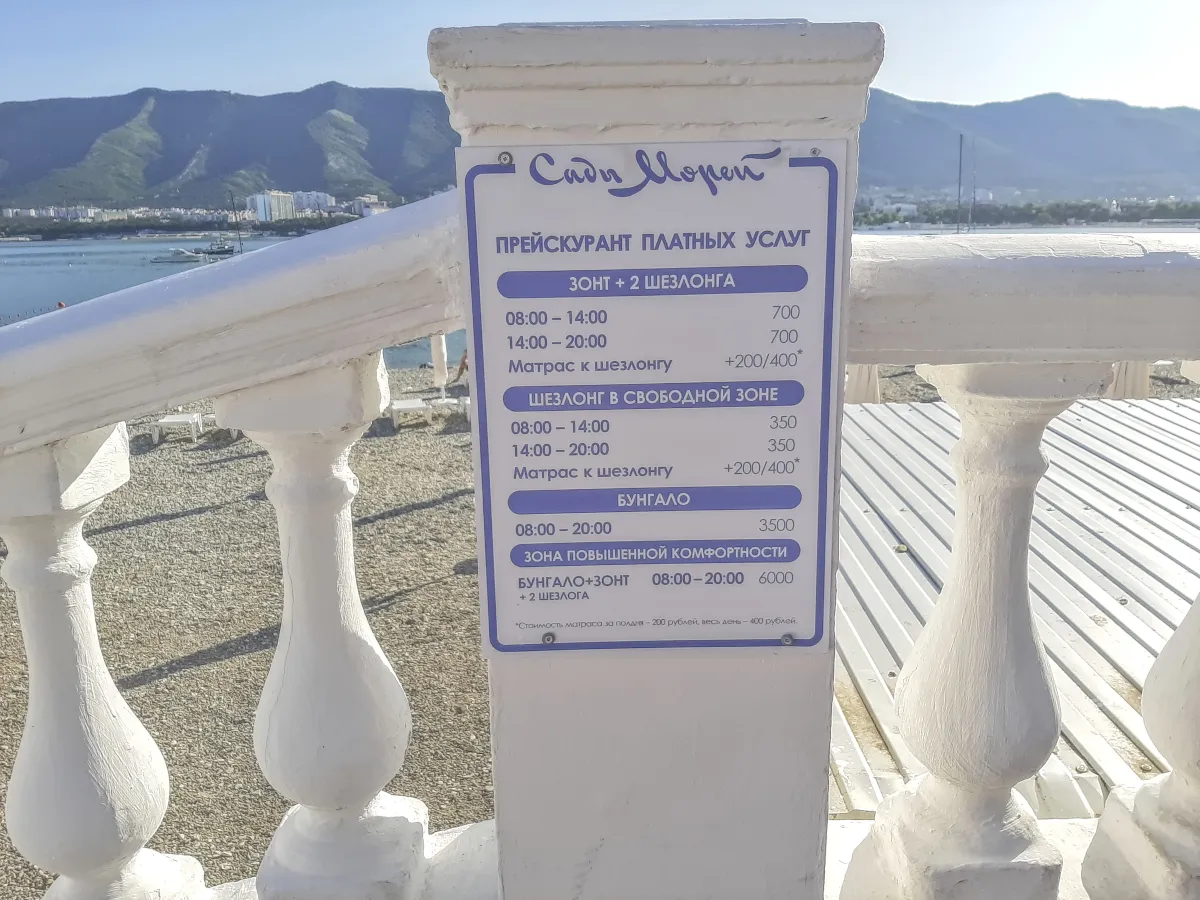 Сады Морей
ПРЕЙСКУРАНТ ПЛАТНЫХ УСЛУГ
ЗОНТ + 2 ШЕЗЛОНГА
08:00 – 14:00 700
14:00 – 20:00 700
Матрас к шезлонгу +200/400*
ШЕЗЛОНГ В СВОБОДНОЙ ЗОНЕ
08:00 – 14:00 350
14:00 – 20:00 350
Матрас к шезлонгу +200/400*
БУНГАЛО
08:00 – 20:00 3500
ЗОНА ПОВЫШЕННОЙ КОМФОРТНОСТИ
БУНГАЛО+ЗОНТ 08:00 – 20:00 6000
+ 2 ШЕЗЛОГА
*Стоимость матраса за полдня – 200 рублей, весь день – 400 рублей.